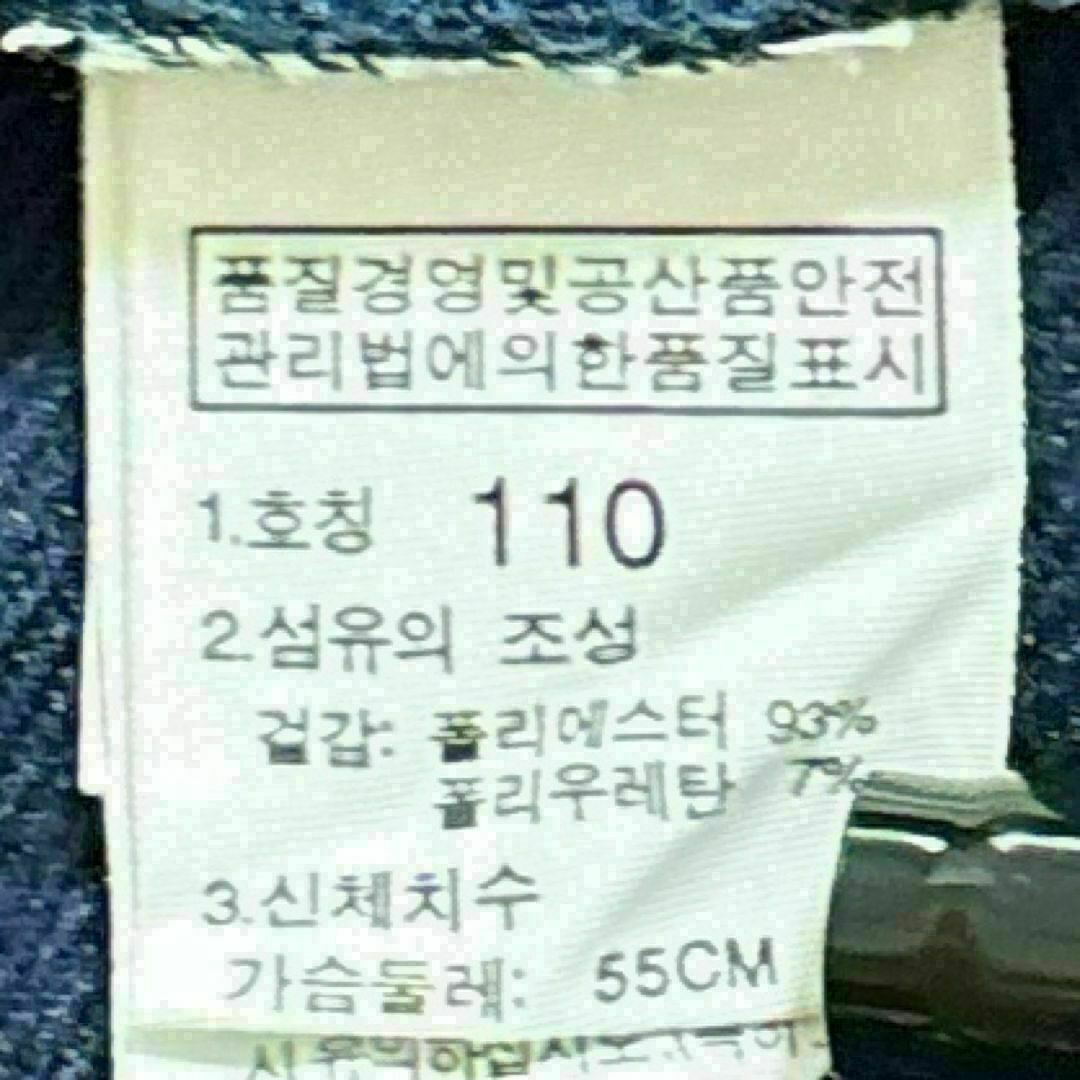 품질경영및공산품안전
관리법에의한품질표시
1.호칭 110
2.섬유의 조성
겉감: 폴리에스터 93%
폴리우레탄 7%
3.신체치수
가슴둘레: 55CM